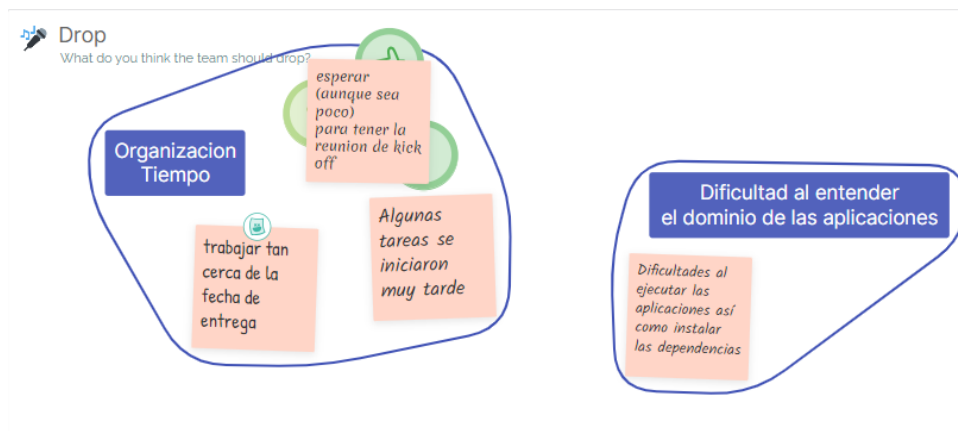 Drop
What do you think the team should drop?
esperar
(aunque sea
poco)
para tener la
reunion de kick
off
Organizacion
Tiempo
Algunas
tareas se
iniciaron
muy tarde
trabajar tan
cerca de la
fecha de
entrega
Dificultad al entender
el dominio de las aplicaciones
Dificultades al
ejecutar las
aplicaciones así
como instalar
las dependencias